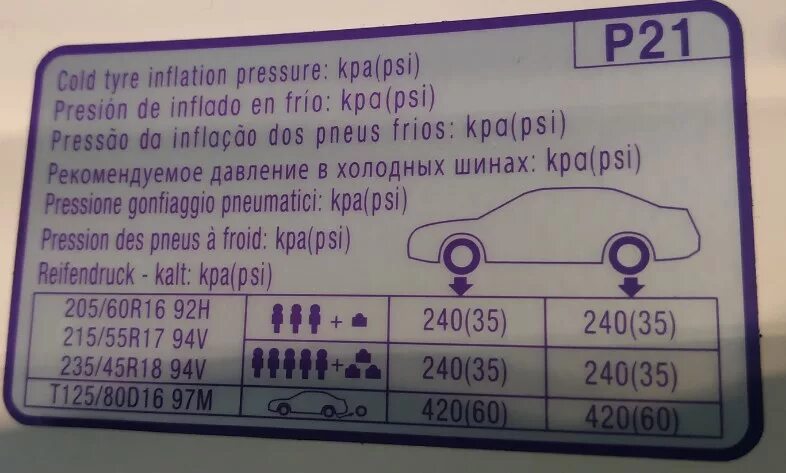 P21
Cold tyre inflation pressure: kpa(psi)
Presión de inflado en frío: kpa(psi)
Pressão da inflação dos pneus frios: kpa(psi)
Рекомендуемое давление в холодных шинах: kpa(psi)
Pressione gonfiaggio pneumatici: kpa(psi)
Pression des pneus à froid: kpa(psi)
Reifendruck - kalt: kpa(psi)
205/60R16 92H
215/55R17 94V
235/45R18 94V
+ 240(35) 240(35)
+ 240(35) 240(35)
T125/80D16 97M 420(60) 420(60)